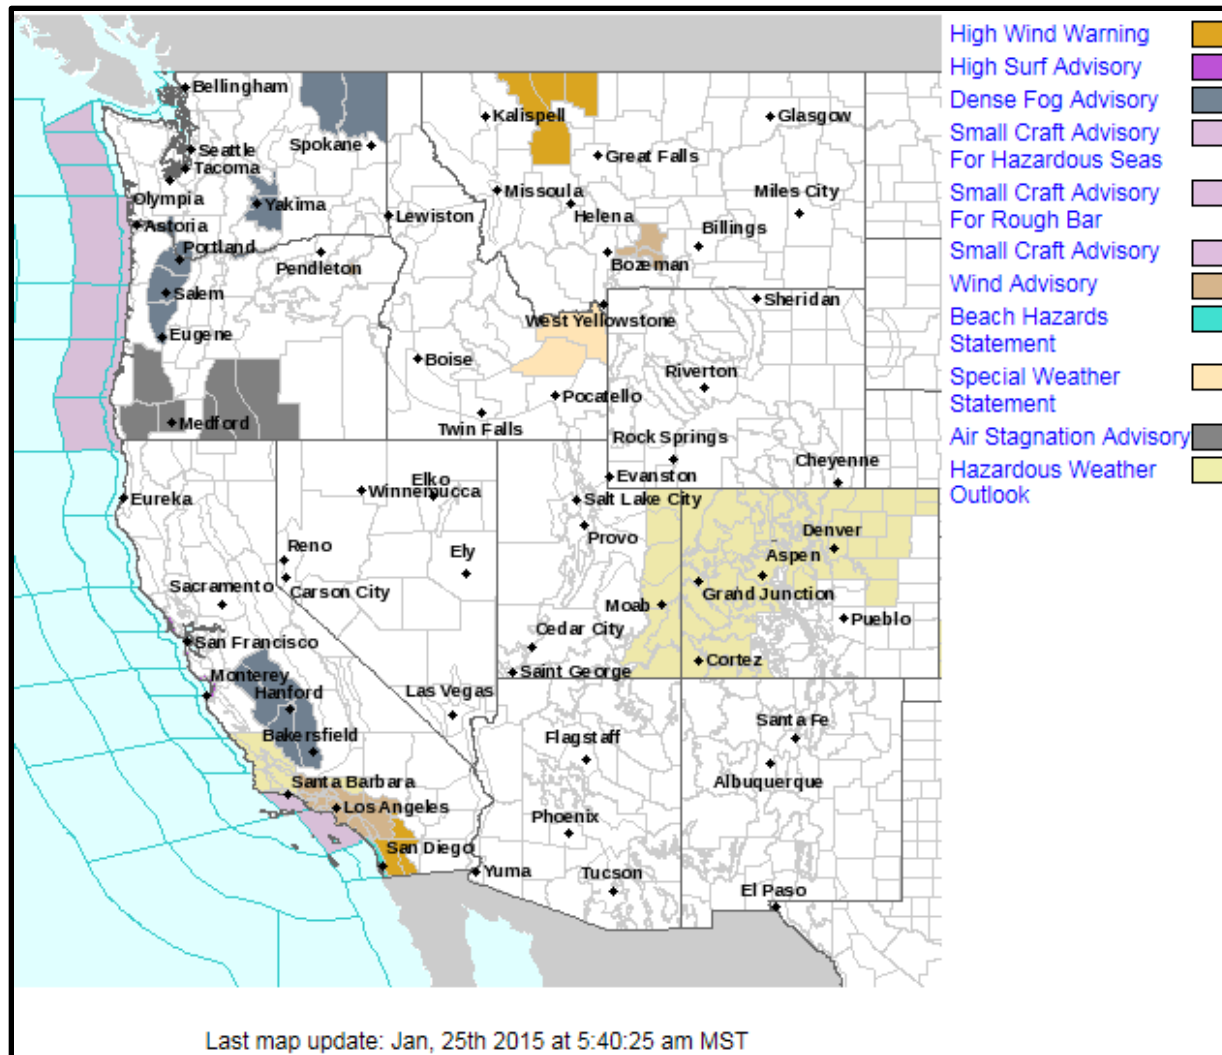 High Wind Warning
High Surf Advisory
Dense Fog Advisory
Small Craft Advisory
For Hazardous Seas
Small Craft Advisory
For Rough Bar
Small Craft Advisory
Wind Advisory
Beach Hazards
Statement
Special Weather
Statement
Air Stagnation Advisory
Hazardous Weather
Outlook
Bellingham
Seattle
Tacoma
Olympia
Astoria
Spokane
Yakima
Lewiston
Portland
Pendleton
Salem
Eugene
Medford
Kalispell
Glasgow
Great Falls
Missoula
Miles City
Helena
Billings
Bozeman
Sheridan
West Yellowstone
Boise
Riverton
Pocatello
Twin Falls
Rock Springs
Cheyenne
Evanston
Eureka
Elko
Winnemucca
Salt Lake City
Provo
Denver
Aspen
Reno
Ely
Sacramento
Carson City
Grand Junction
Moab
Pueblo
San Francisco
Cedar City
Cortez
Saint George
Monterey
Hanford
Las Vegas
Bakersfield
Flagstaff
Santa Fe
Albuquerque
Santa Barbara
Los Angeles
Phoenix
San Diego
Yuma
Tucson
El Paso
Last map update: Jan, 25th 2015 at 5:40:25 am MST